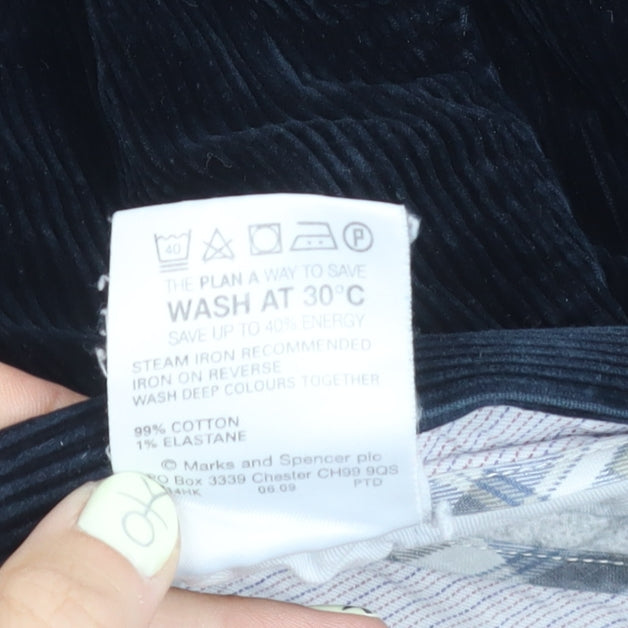 40 P
THE PLAN A WAY TO SAVE
WASH AT 30°C
SAVE UP TO 40% ENERGY
STEAM IRON RECOMMENDED
IRON ON REVERSE
WASH DEEP COLOURS TOGETHER
99% COTTON
1% ELASTANE
© Marks and Spencer plc
PO Box 3339 Chester CH99 9QS
06.09 PTD